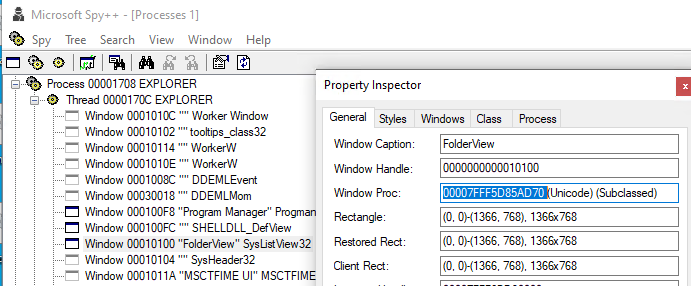 Microsoft Spy++ - [Processes 1]
Spy Tree Search View Window Help
Process 00001708 EXPLORER
Thread 0000170C EXPLORER
Window 0001010C "" Worker Window
Window 00010102 "" tooltips_class32
Window 00010114 "" WorkerW
Window 0001010E "" WorkerW
Window 0001008C "" DDEMLEvent
Window 00030018 "" DDEMLMom
Window 000100F8 "Program Manager" Progman
Window 000100FC "" SHELLDLL_DefView
Window 00010100 "FolderView" SysListView32
Window 00010104 "" SysHeader32
Window 0001011A "MSCTFIME UI" MSCTFIME
Property Inspector
x
General Styles Windows Class Process
Window Caption: FolderView
Window Handle: 0000000000010100
Window Proc: 00007FFF5D85AD70 (Unicode) (Subclassed)
Rectangle: (0, 0)-(1366, 768), 1366x768
Restored Rect: (0, 0)-(1366, 768), 1366x768
Client Rect: (0, 0)-(1366, 768), 1366x768